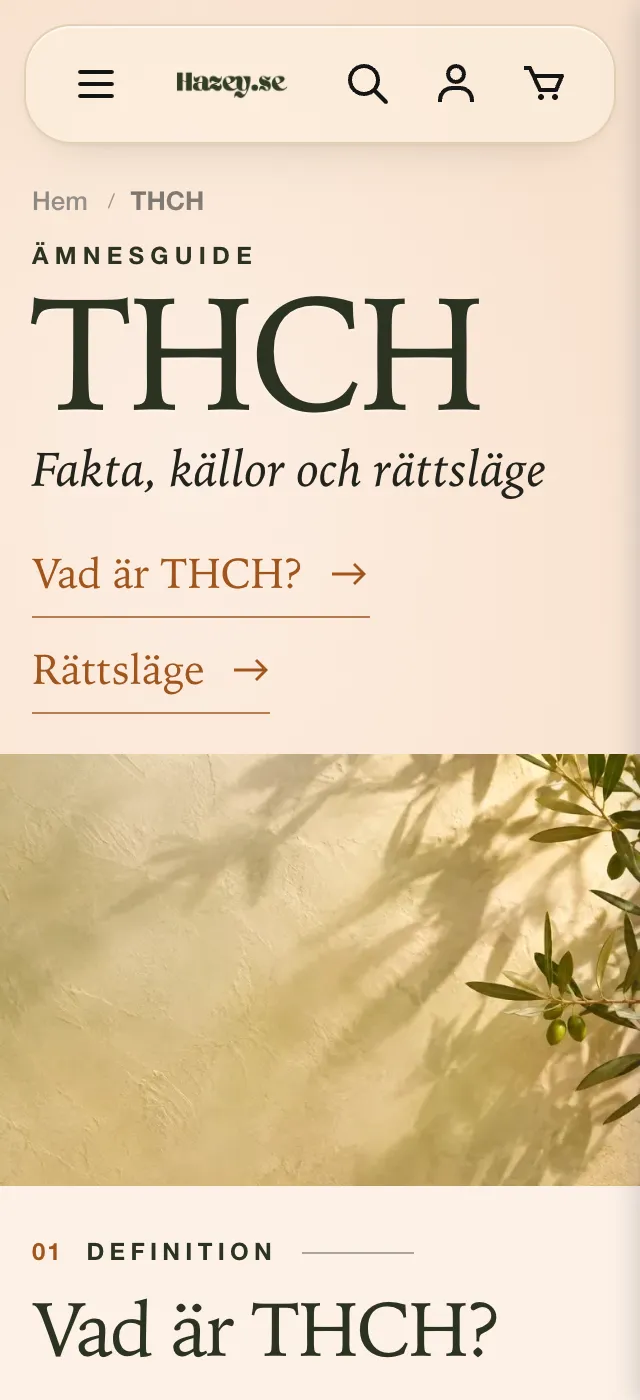 Hazey.se
Hem / THCH
ÄMNESGUIDE
THCH
Fakta, källor och rättsläge
Vad är THCH? →
Rättsläge →
01 DEFINITION
Vad är THCH?